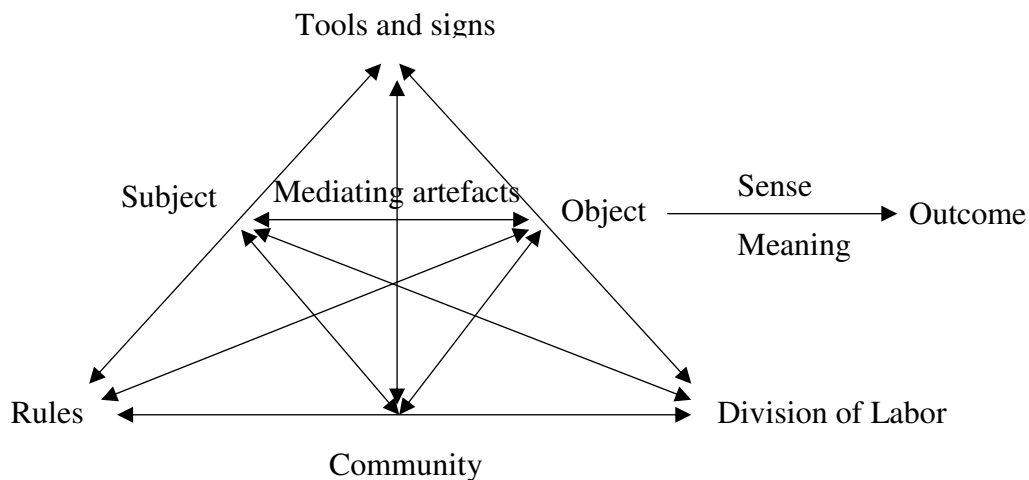 Tools and signs
Subject
Mediating artefacts
Object
Sense
Meaning
Outcome
Rules
Division of Labor
Community